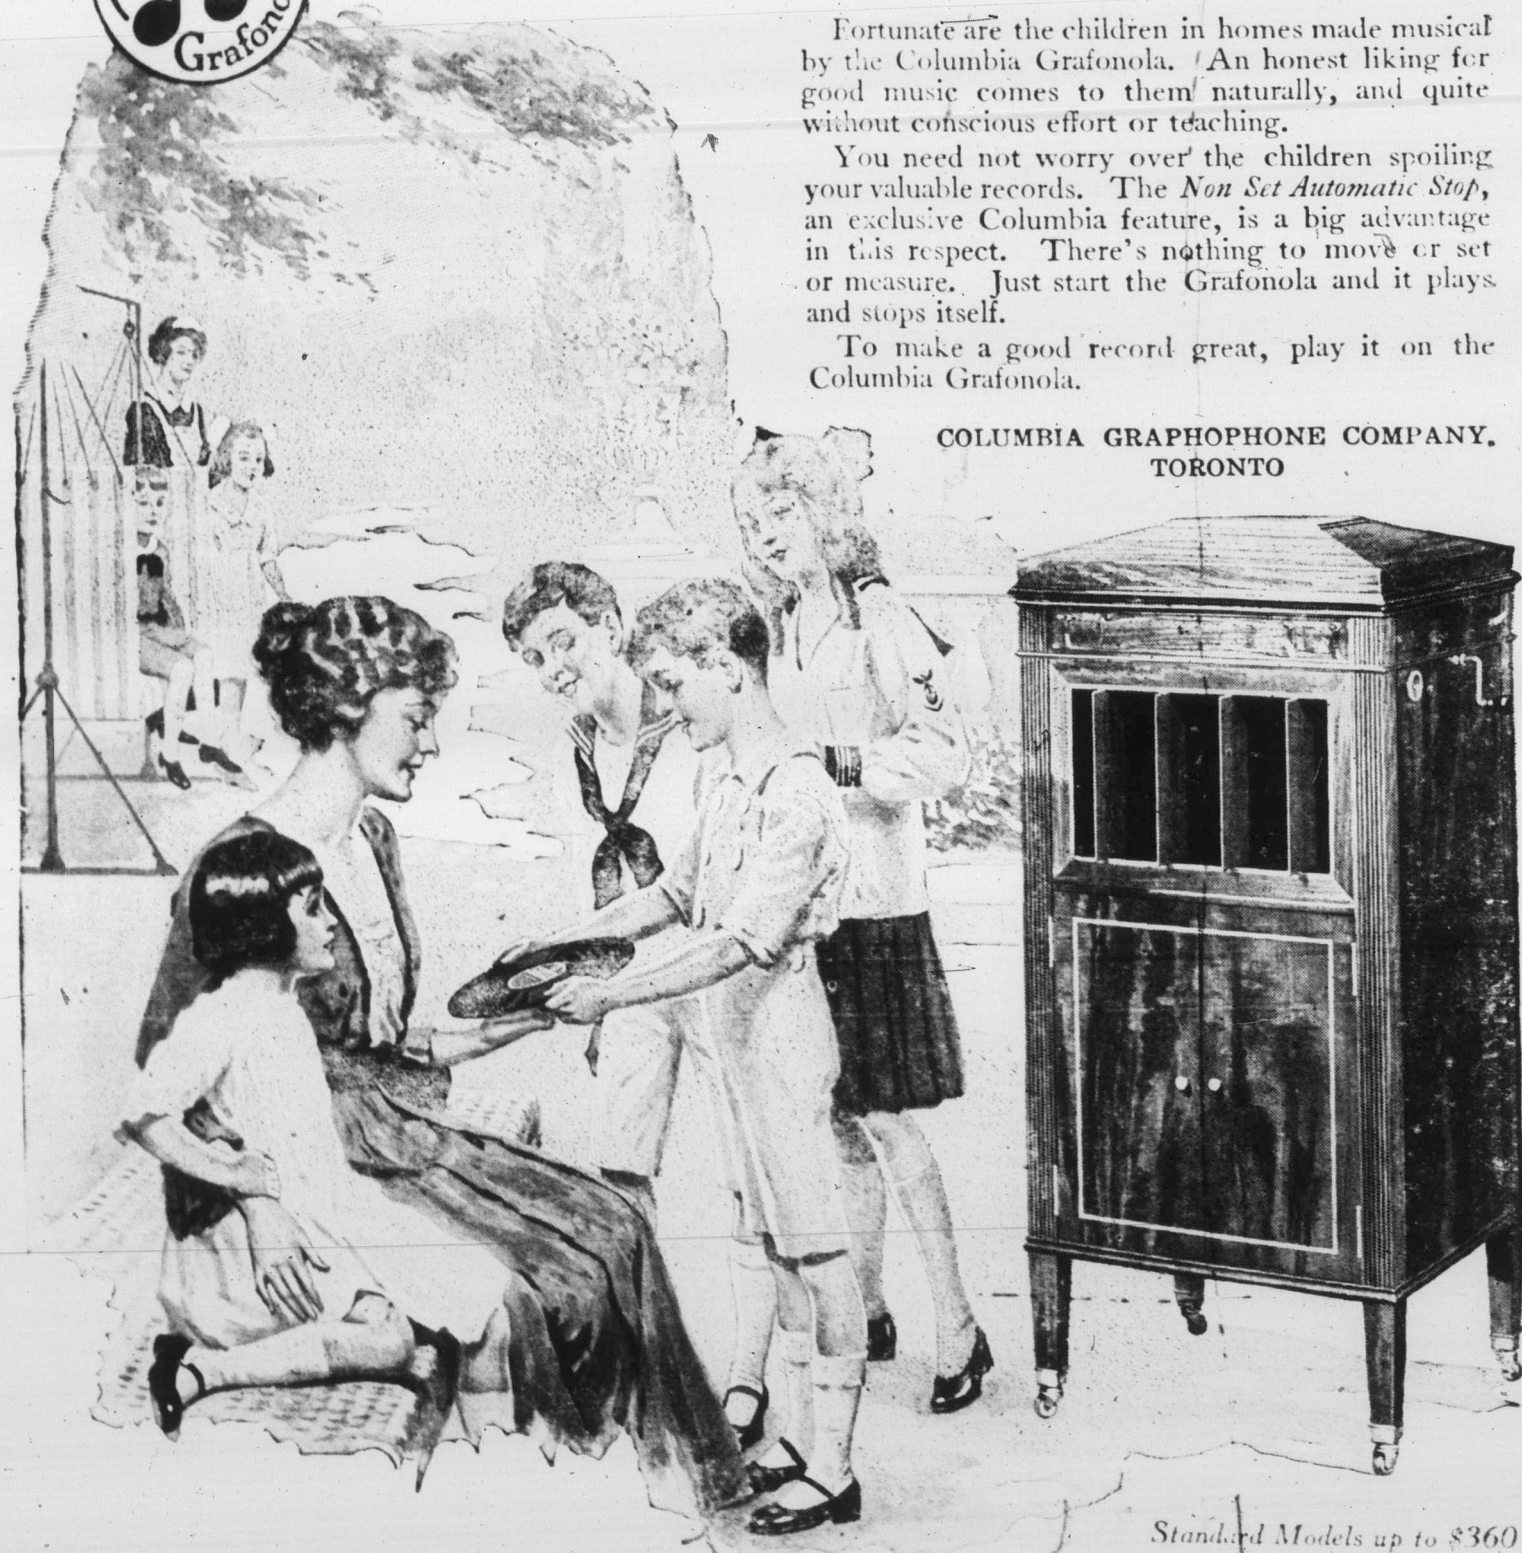 Grafono
Fortunate are the children in homes made musical
by the Columbia Grafonola. An honest liking for
good music comes to them naturally, and quite
without conscious effort or teaching.
You need not worry over the children spoiling
your valuable records. The Non Set Automatic Stop,
an exclusive Columbia feature, is a big advantage
in this respect. There's nothing to move or set
or measure. Just start the Grafonola and it plays
and stops itself.
To make a good record great, play it on the
Columbia Grafonola.
COLUMBIA GRAPHOPHONE COMPANY.
TORONTO
Standard Models up to $360